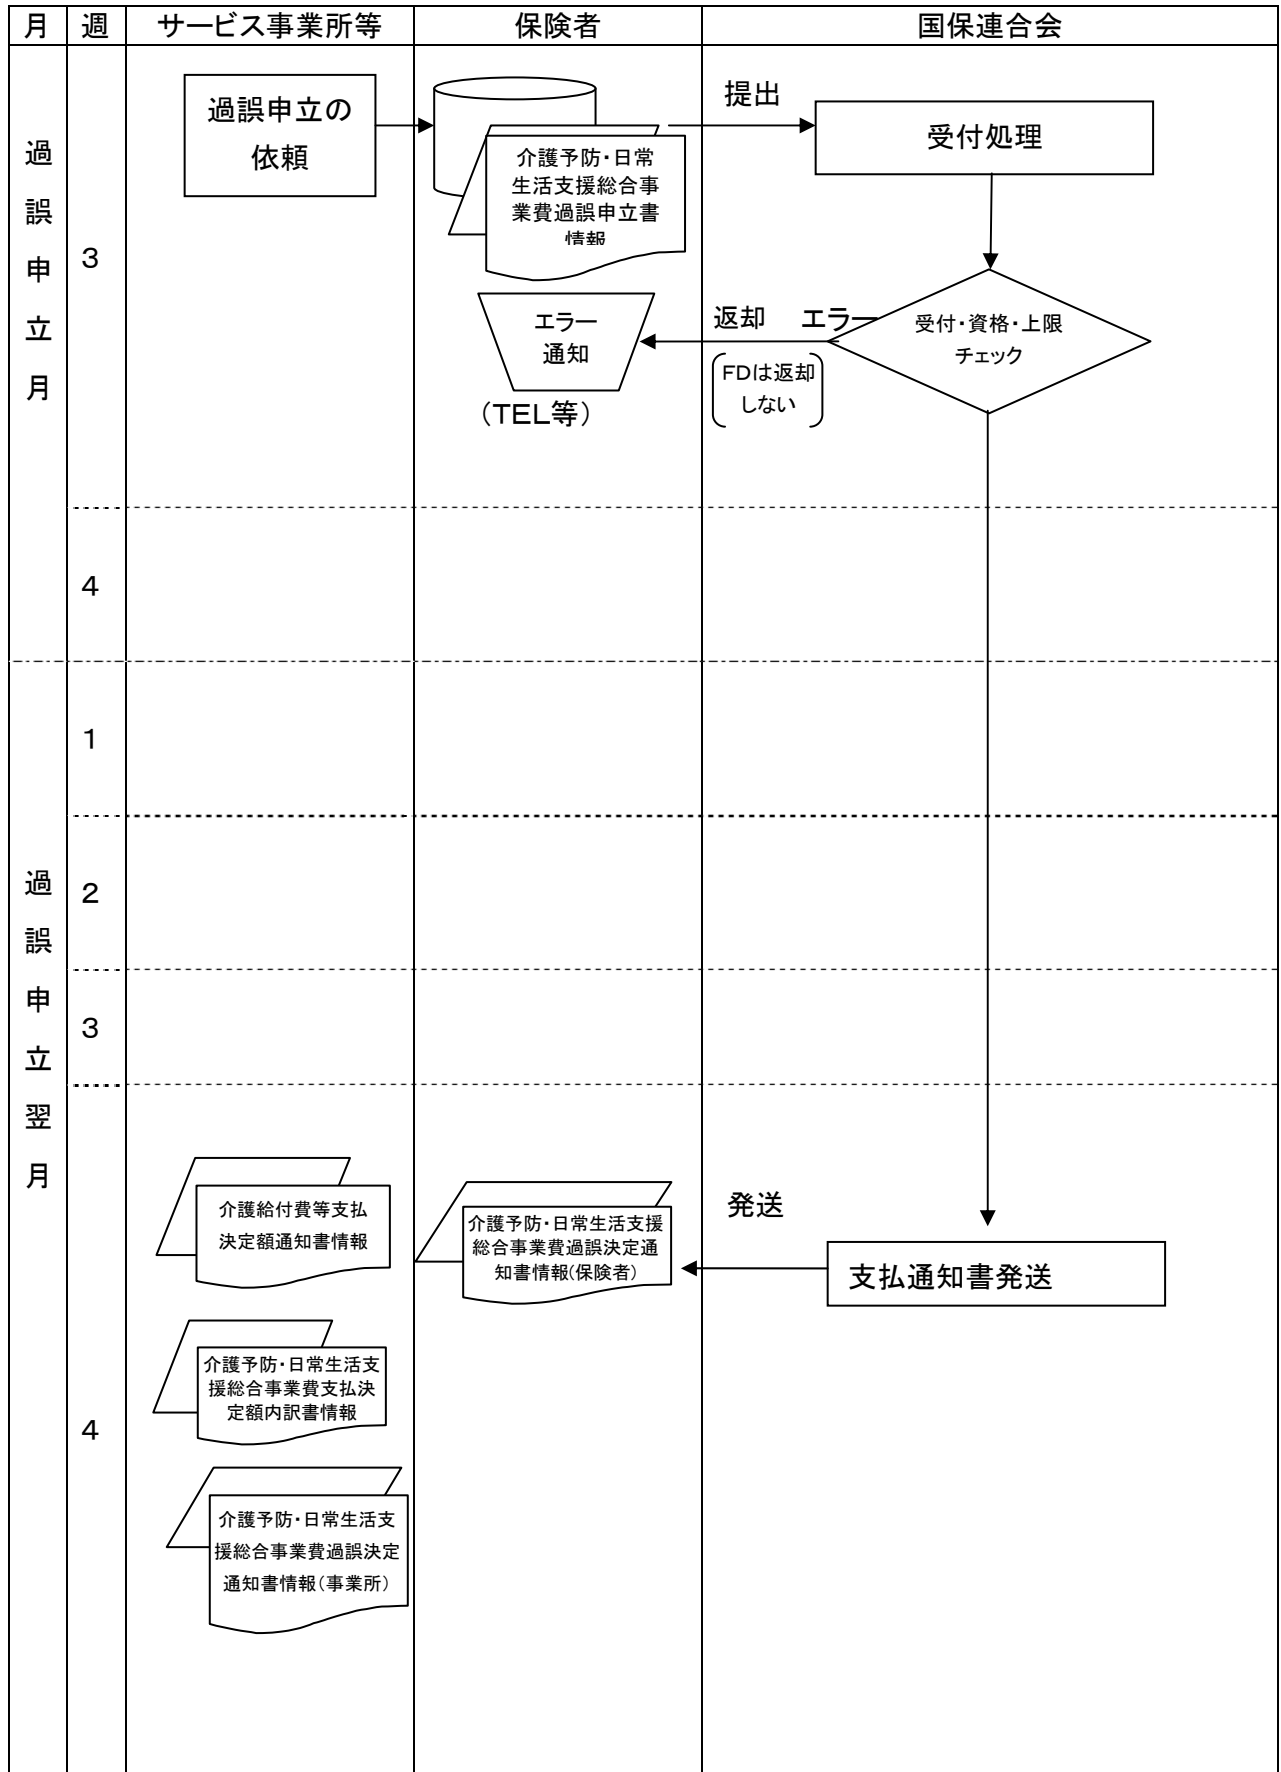 月 週 サービス事業所等 保険者 国保連合会
過誤申立月
3
過誤申立の
依頼
介護予防・日常
生活支援総合事
業費過誤申立書
情報
提出
受付処理
受付・資格・上限
チェック
エラー
返却
FDは返却
しない
エラー
通知
(TEL等)
4
過誤申立翌月
1
2
3
4
介護給付費等支払
決定額通知書情報
介護予防・日常生活支
援総合事業費支払決
定額内訳書情報
介護予防・日常生活支
援総合事業費過誤決定
通知書情報(事業所)
介護予防・日常生活支援
総合事業費過誤決定通
知書情報(保険者)
発送
支払通知書発送